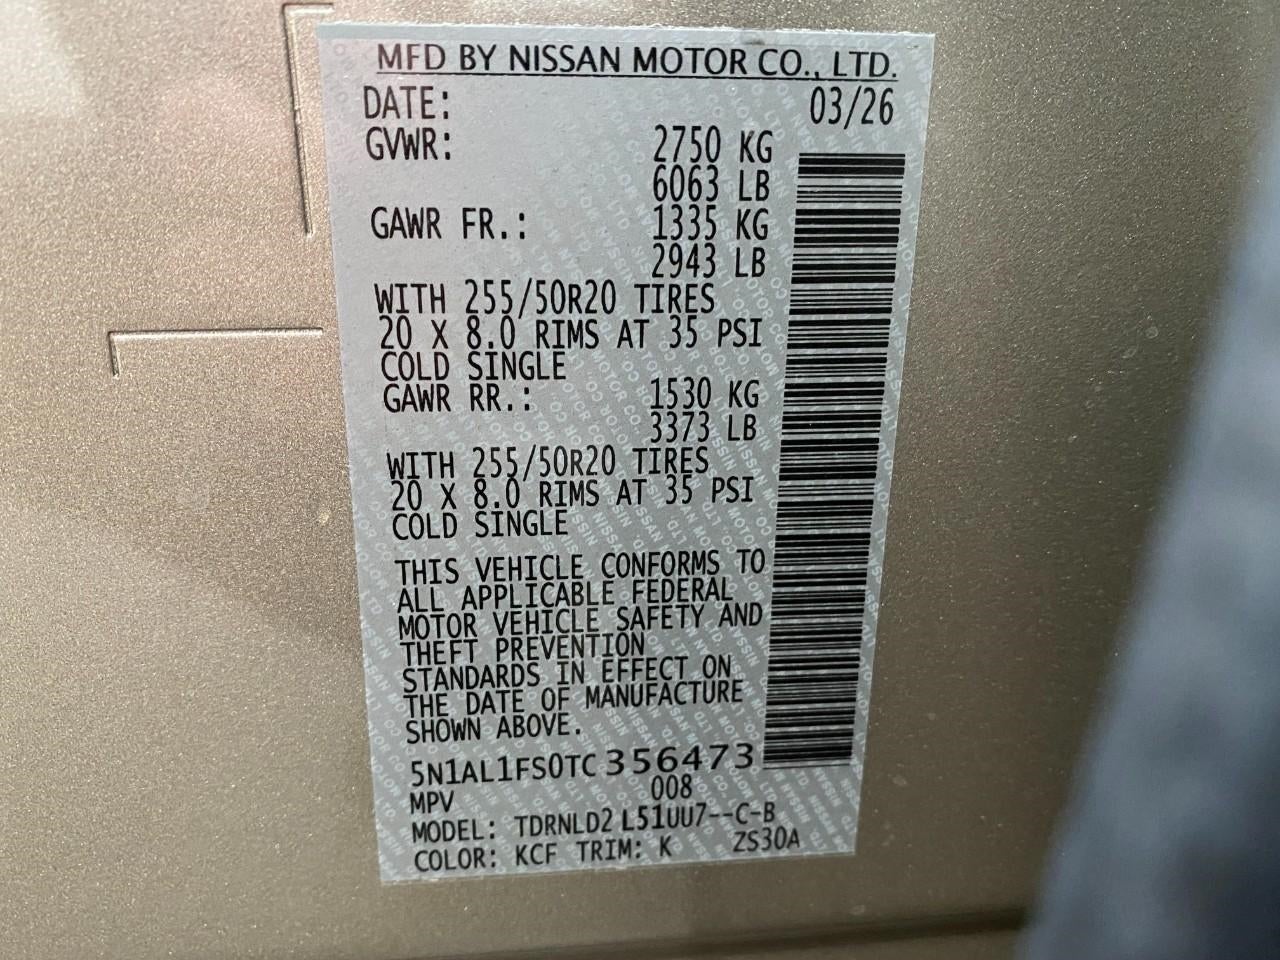 MFD BY NISSAN MOTOR CO., LTD.
DATE: 03/26
GVWR: 2750 KG
6063 LB
GAWR FR.: 1335 KG
2943 LB
WITH 255/50R20 TIRES
20 X 8.0 RIMS AT 35 PSI
COLD SINGLE
GAWR RR.: 1530 KG
3373 LB
WITH 255/50R20 TIRES
20 X 8.0 RIMS AT 35 PSI
COLD SINGLE
THIS VEHICLE CONFORMS TO
ALL APPLICABLE FEDERAL
MOTOR VEHICLE SAFETY AND
THEFT PREVENTION
STANDARDS IN EFFECT ON
THE DATE OF MANUFACTURE
SHOWN ABOVE.
5N1AL1FS0TC356473
MPV 008
MODEL: TDRNLD2 L51UU7--C-B
COLOR: KCF TRIM: K ZS30A